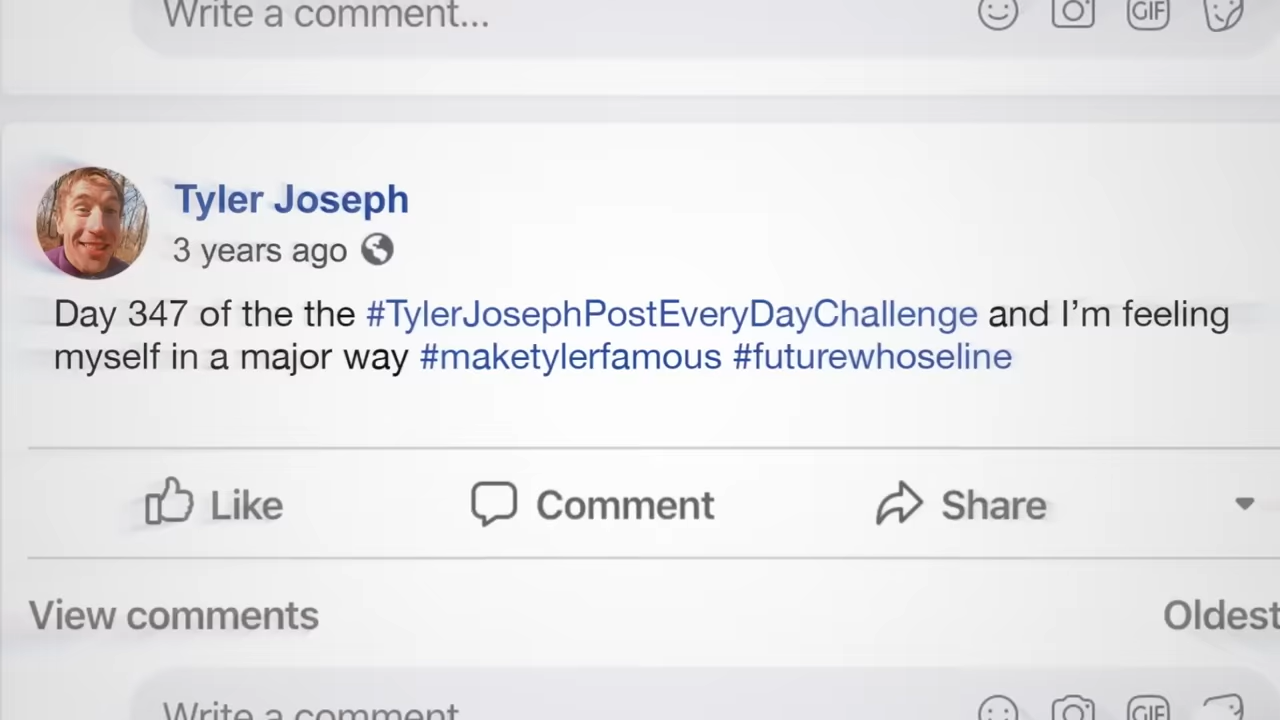 Write a comment...
GIF
Tyler Joseph
3 years ago
Day 347 of the the #TylerJosephPostEveryDayChallenge and I’m feeling
myself in a major way #maketylerfamous #futurewhoseline
Like
Comment
Share
View comments
Oldest
Write a comment
GIF